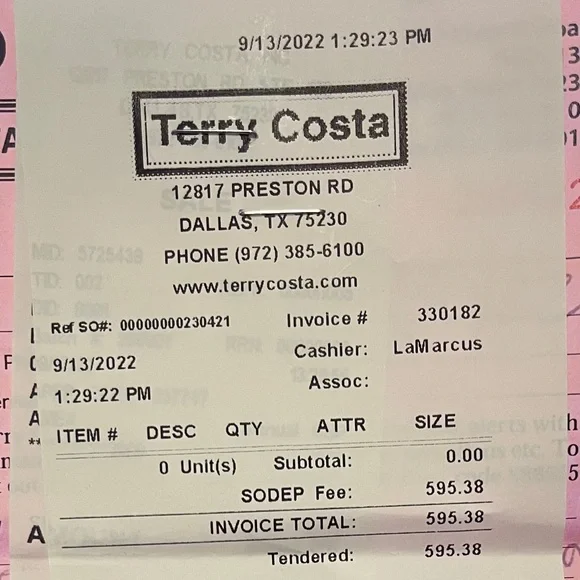 9/13/2022 1:29:23 PM
Terry Costa
12817 PRESTON RD
DALLAS, TX 75230
PHONE (972) 385-6100
www.terrycosta.com
Ref SO#: 00000000230421 Invoice # 330182
9/13/2022 Cashier: LaMarcus
1:29:22 PM Assoc:
ITEM # DESC QTY ATTR SIZE
0 Unit(s) Subtotal: 0.00
SODEP Fee: 595.38
INVOICE TOTAL: 595.38
Tendered: 595.38